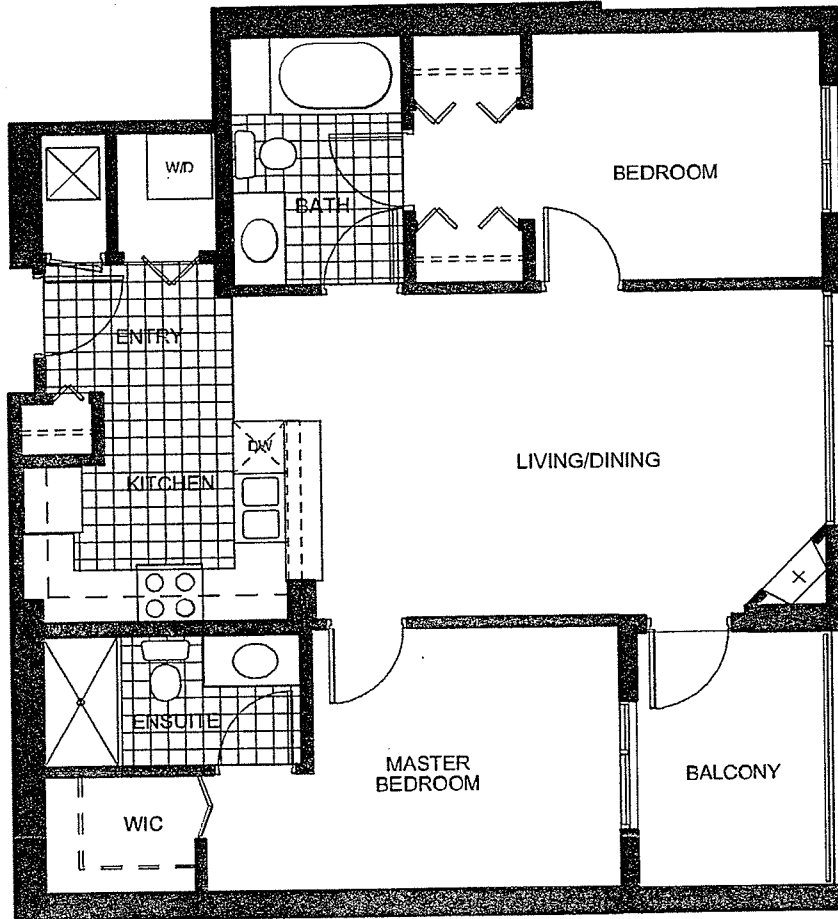 W/D
BEDROOM
BATH
ENTRY
DW
LIVING/DINING
KITCHEN
ENSUITE
MASTER
BEDROOM
BALCONY
WIC